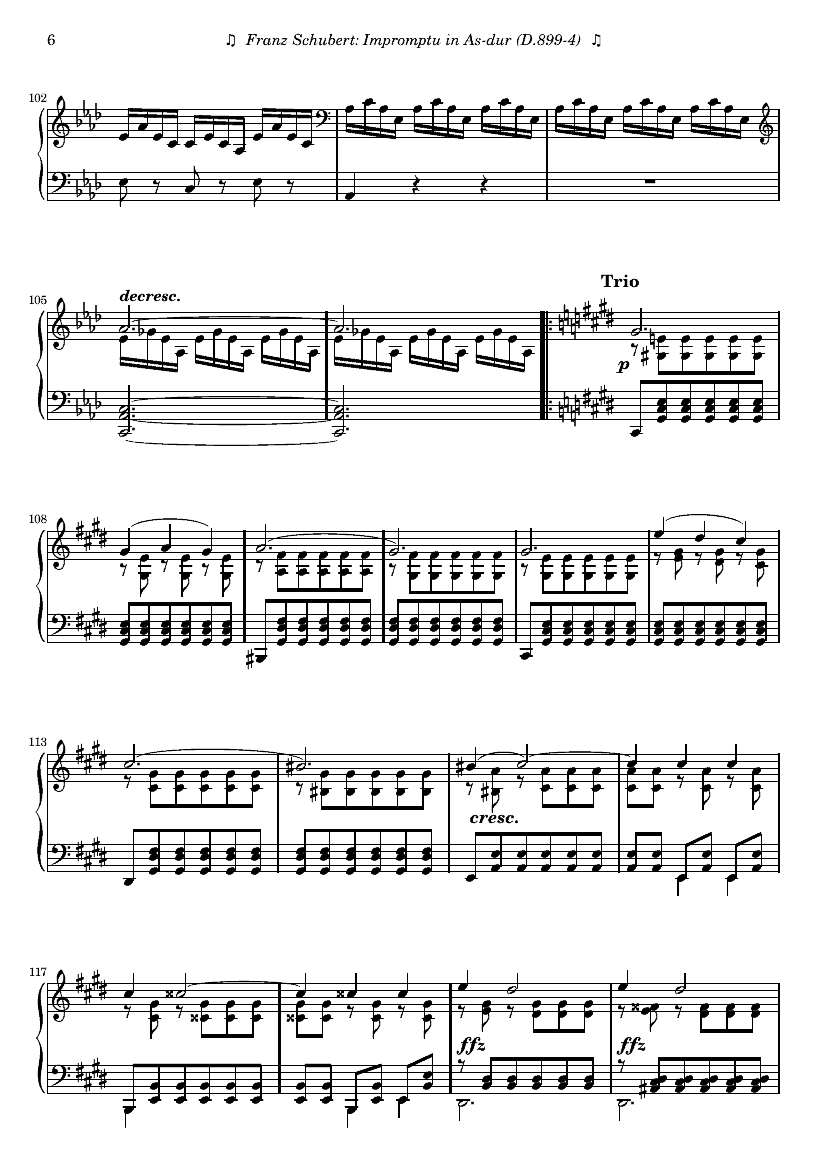 6
♫ Franz Schubert: Impromptu in As-dur (D.899-4) ♫
102
105
decresc.
Trio
p
108
113
cresc.
117
ffz
ffz